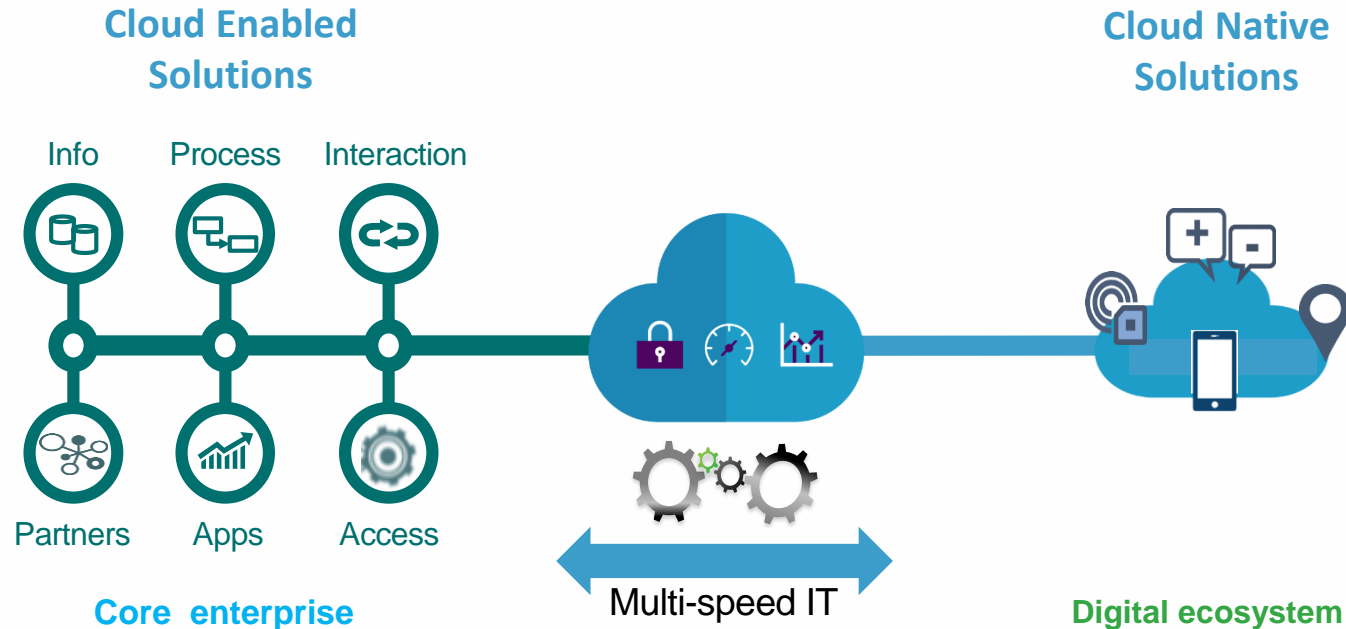 Cloud Enabled
Solutions
Cloud Native
Solutions
Info
Process
Interaction
+
-
Partners
Apps
Access
Multi-speed IT
Core enterprise
Digital ecosystem